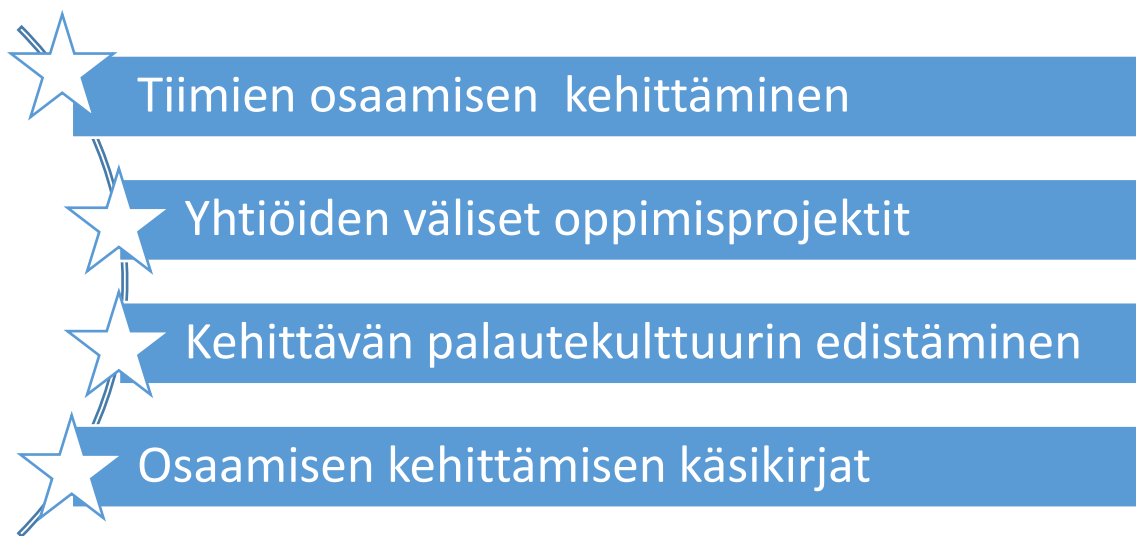 Tiimien osaamisen  kehittäminen
Yhtiöiden väliset oppimisprojektit
Kehittävän palautekulttuurin edistäminen
Osaamisen kehittämisen käsikirjat